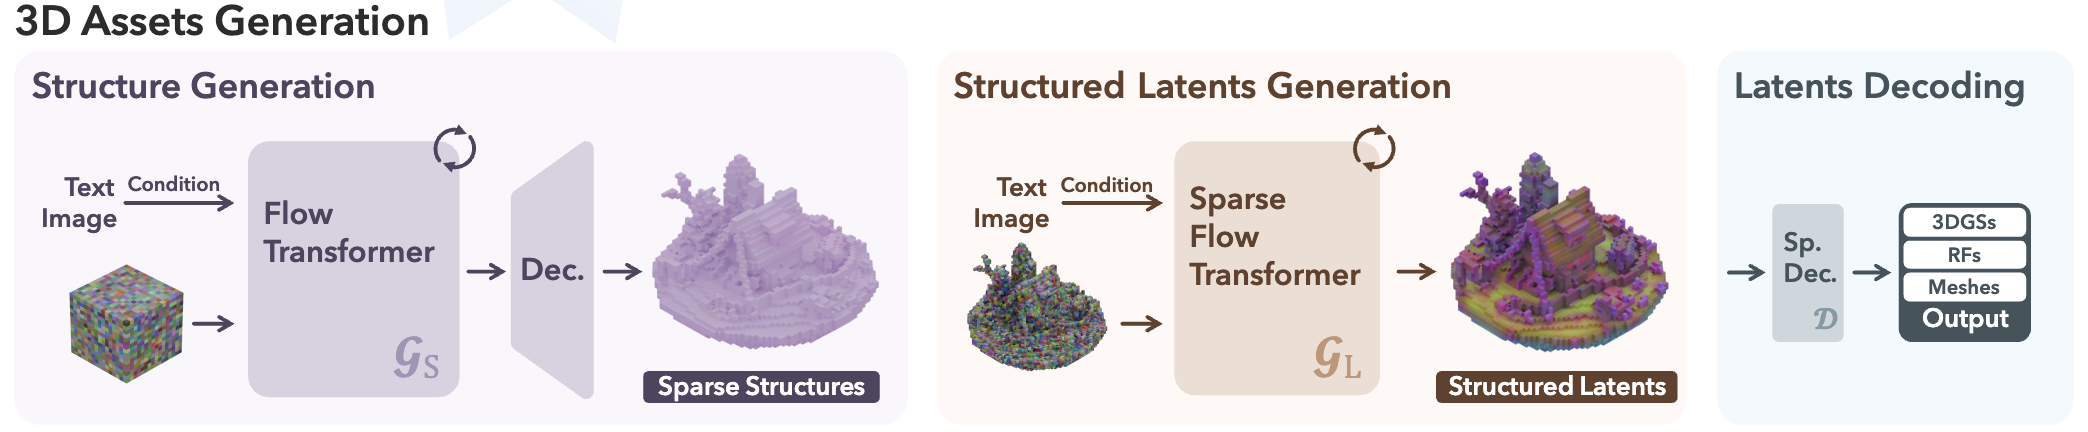 3D Assets Generation
Structure Generation
Text
Image
Condition
Flow
Transformer
𝓖S
Dec.
Sparse Structures
Structured Latents Generation
Text
Image
Condition
Sparse
Flow
Transformer
𝓖L
Structured Latents
Latents Decoding
Sp.
Dec.
𝓓
3DGSs
RFs
Meshes
Output